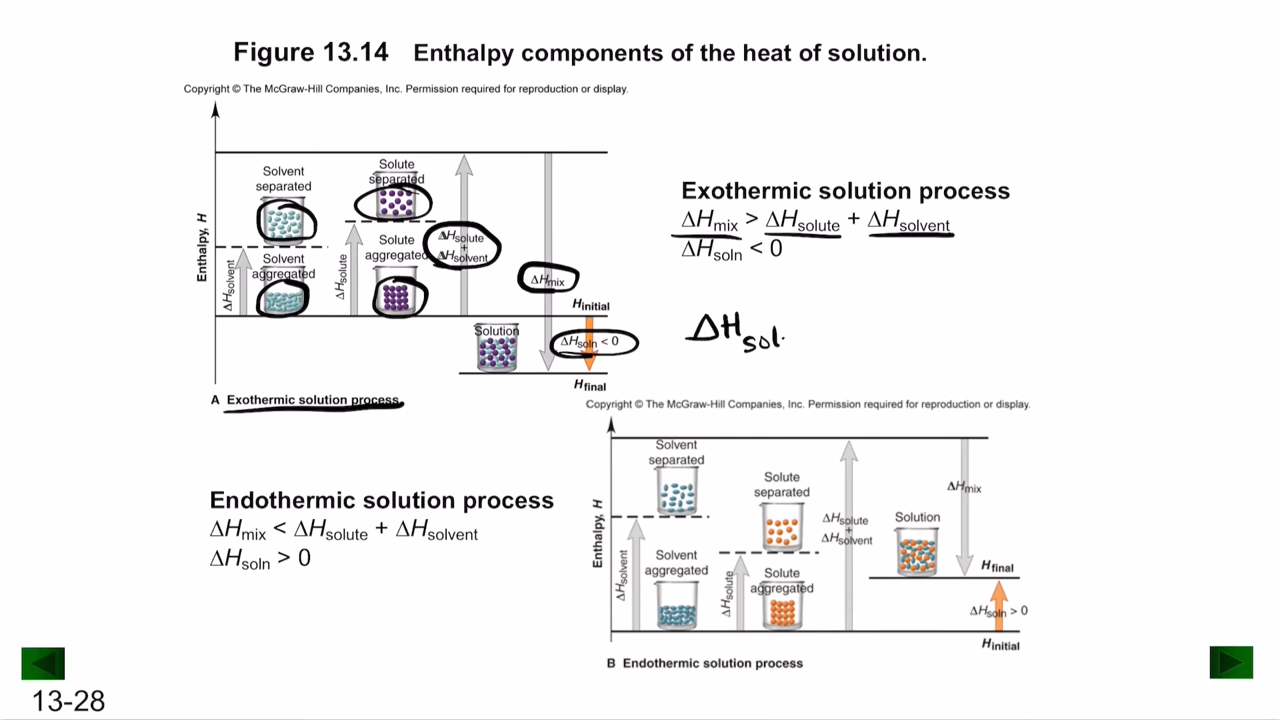 Figure 13.14 Enthalpy components of the heat of solution.
Copyright © The McGraw-Hill Companies, Inc. Permission required for reproduction or display.
Enthalpy, H
Solvent
separated
Solvent
aggregated
ΔHsolvent
Solute
separated
Solute
aggregated
ΔHsolute
ΔHsolute
+
ΔHsolvent
ΔHmix
Hinitial
Solution
ΔHsoln < 0
Hfinal
A Exothermic solution process
Exothermic solution process
ΔHmix > ΔHsolute + ΔHsolvent
ΔHsoln < 0
ΔHsol.
Endothermic solution process
ΔHmix < ΔHsolute + ΔHsolvent
ΔHsoln > 0
Copyright © The McGraw-Hill Companies, Inc. Permission required for reproduction or display.
Enthalpy, H
Solvent
separated
Solvent
aggregated
ΔHsolvent
Solute
separated
Solute
aggregated
ΔHsolute
ΔHsolute
+
ΔHsolvent
Solution
ΔHmix
Hfinal
ΔHsoln > 0
Hinitial
B Endothermic solution process
13-28